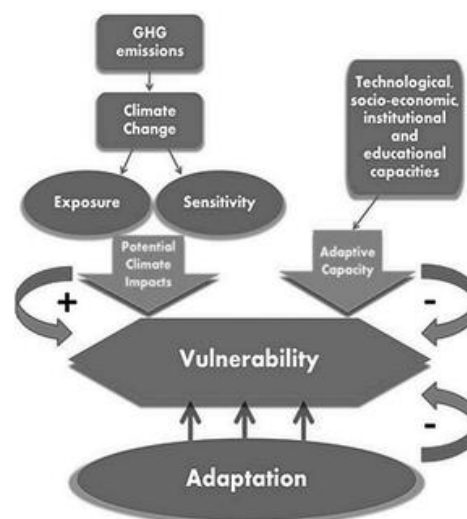 GHG
emissions
Climate
Change
Exposure
Sensitivity
Technological,
socio-economic,
institutional
and
educational
capacities
Potential
Climate
Impacts
Adaptive
Capacity
+
-
Vulnerability
-
Adaptation